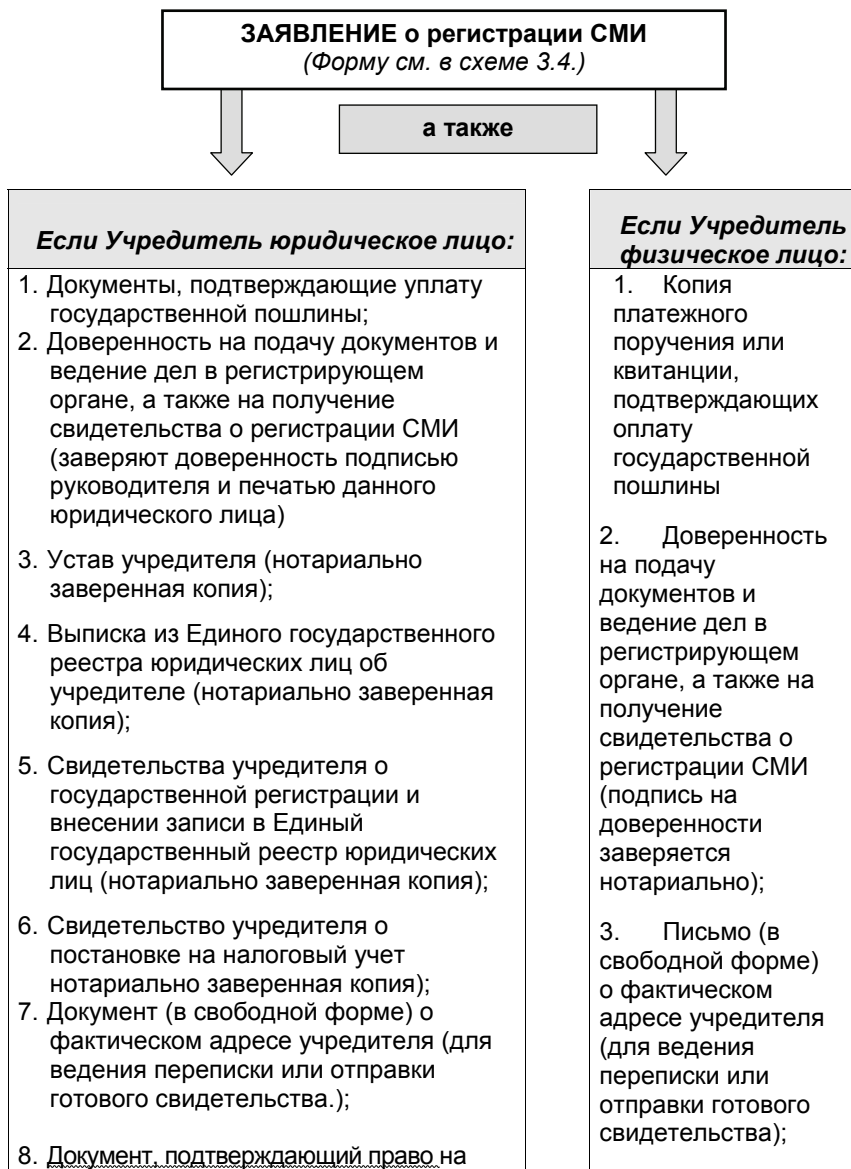 ЗАЯВЛЕНИЕ о регистрации СМИ
(Форму см. в схеме 3.4.)
а также
Если Учредитель юридическое лицо:
1. Документы, подтверждающие уплату
государственной пошлины;
2. Доверенность на подачу документов и
ведение дел в регистрирующем
органе, а также на получение
свидетельства о регистрации СМИ
(заверяют доверенность подписью
руководителя и печатью данного
юридического лица)
3. Устав учредителя (нотариально
заверенная копия);
4. Выписка из Единого государственного
реестра юридических лиц об
учредителе (нотариально заверенная
копия);
5. Свидетельства учредителя о
государственной регистрации и
внесении записи в Единый
государственный реестр юридических
лиц (нотариально заверенная копия);
6. Свидетельство учредителя о
постановке на налоговый учет
нотариально заверенная копия);
7. Документ (в свободной форме) о
фактическом адресе учредителя (для
ведения переписки или отправки
готового свидетельства.);
8. Документ, подтверждающий право на
Если Учредитель
физическое лицо:
1. Копия
платежного
поручения или
квитанции,
подтверждающих
оплату
государственной
пошлины
2. Доверенность
на подачу
документов и
ведение дел в
регистрирующем
органе, а также на
получение
свидетельства о
регистрации СМИ
(подпись на
доверенности
заверяется
нотариально);
3. Письмо (в
свободной форме)
о фактическом
адресе учредителя
(для ведения
переписки или
отправки готового
свидетельства);